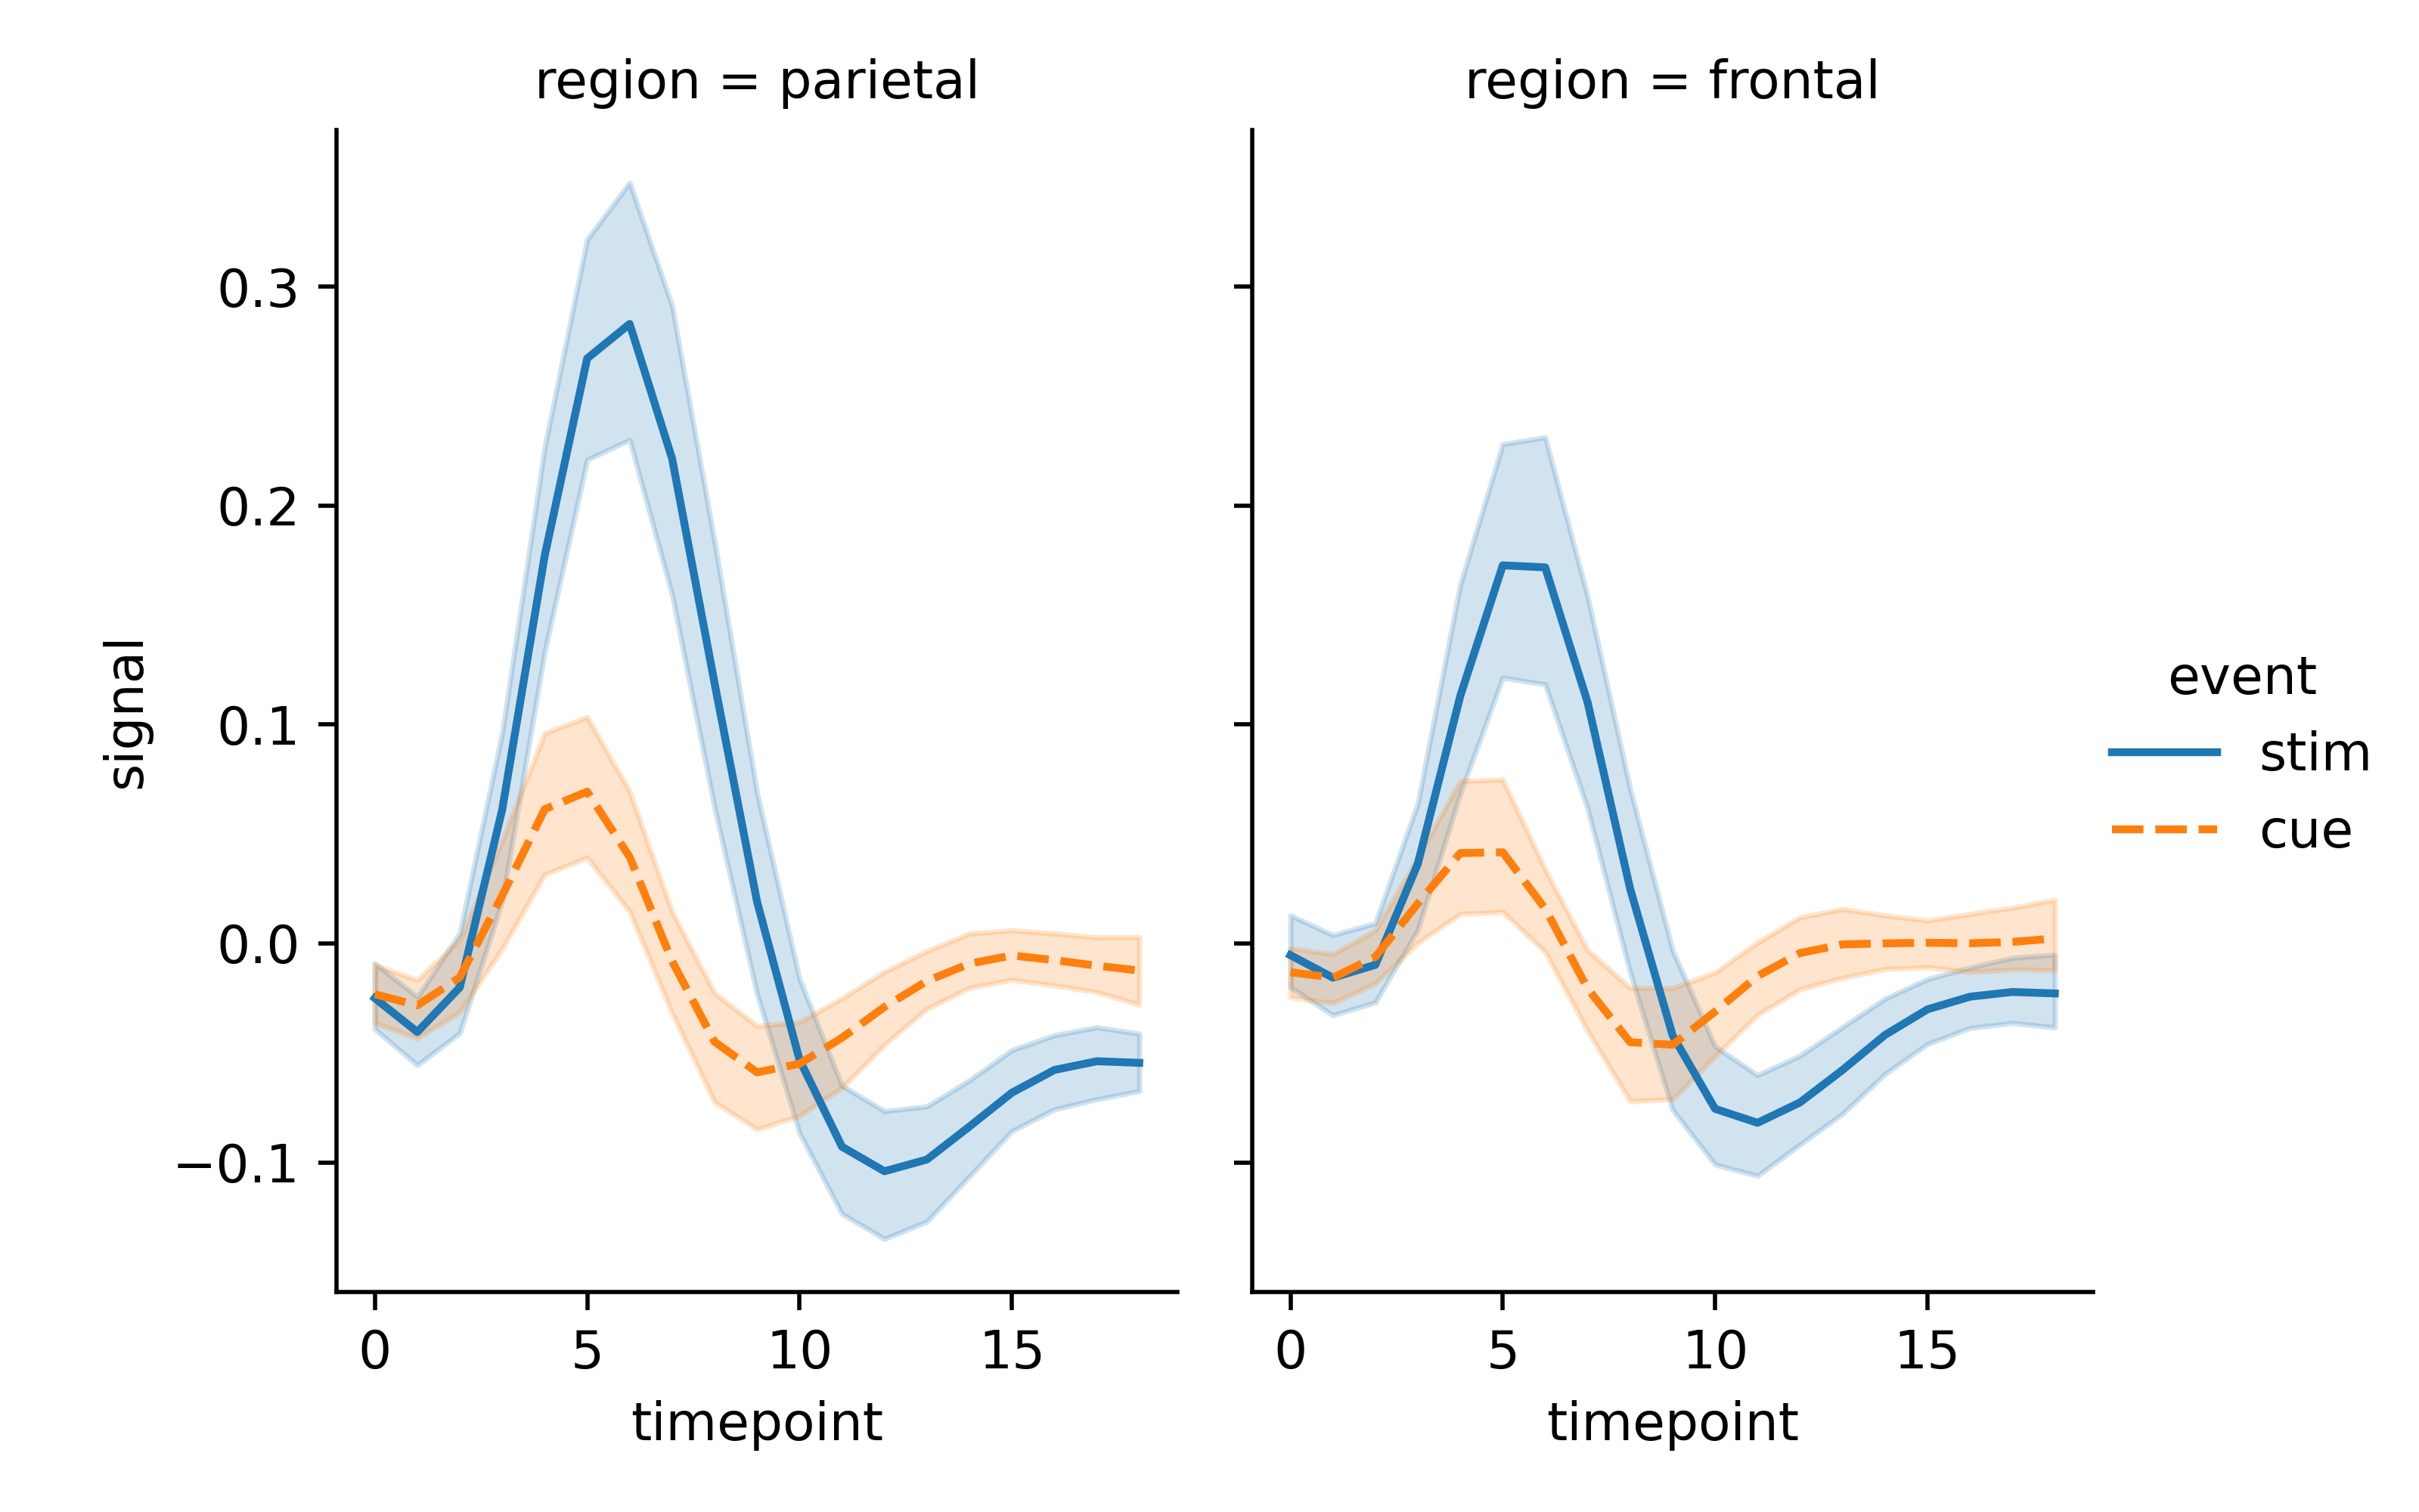 region = parietal
region = frontal
signal
0.3
0.2
0.1
0.0
−0.1
0 5 10 15
0 5 10 15
timepoint
timepoint
event
stim
cue